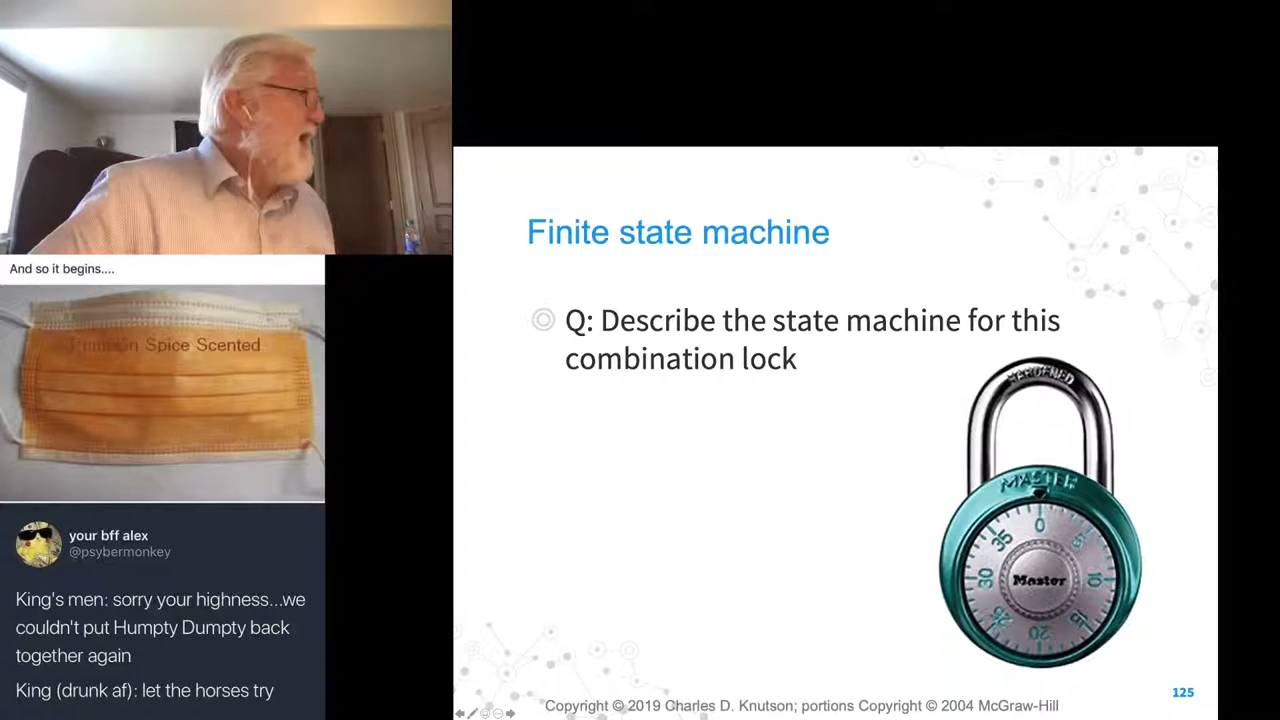 And so it begins....
Pumpkin Spice Scented
your bff alex
@psybermonkey
King's men: sorry your highness...we
couldn't put Humpty Dumpty back
together again
King (drunk af): let the horses try
Finite state machine
Q: Describe the state machine for this
combination lock
HARDENED
MASTER
0
5
10
15
20
25
30
35
Master
Copyright © 2019 Charles D. Knutson; portions Copyright © 2004 McGraw-Hill
125